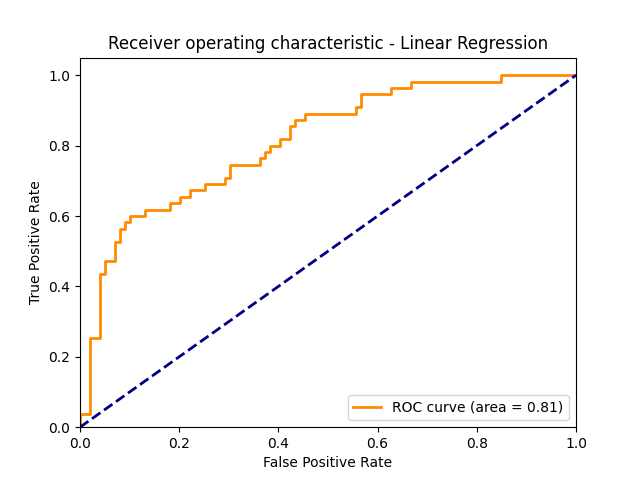 Receiver operating characteristic - Linear Regression
1.0
0.8
0.6
0.4
0.2
0.0
True Positive Rate
ROC curve (area = 0.81)
0.0 0.2 0.4 0.6 0.8 1.0
False Positive Rate